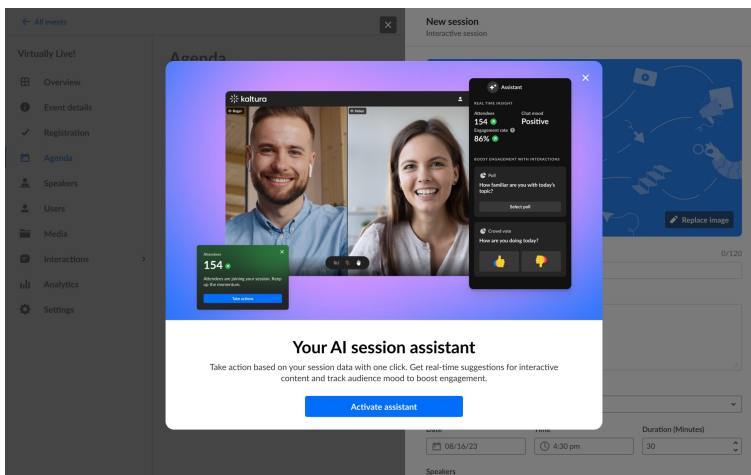 All events
Virtually Live!
Overview
Event details
Registration
Agenda
Speakers
Users
Media
Interactions
Analytics
Settings
Agenda
New session
Interactive session
Replace image
0/120
Date
Time
Duration (Minutes)
08/16/23
4:30 pm
30
Speakers
kaltura
Assistant
REAL TIME INSIGHT
Attendees
Chat mood
154
Positive
Engagement rate
86%
BOOST ENGAGEMENT WITH INTERACTIONS
Poll
How familiar are you with today's
topic?
Select poll
Crowd vote
How are you doing today?
Attendees
154
Attendees are joining your session. Keep
up the momentum.
Take actions
Your AI session assistant
Take action based on your session data with one click. Get real-time suggestions for interactive
content and track audience mood to boost engagement.
Activate assistant